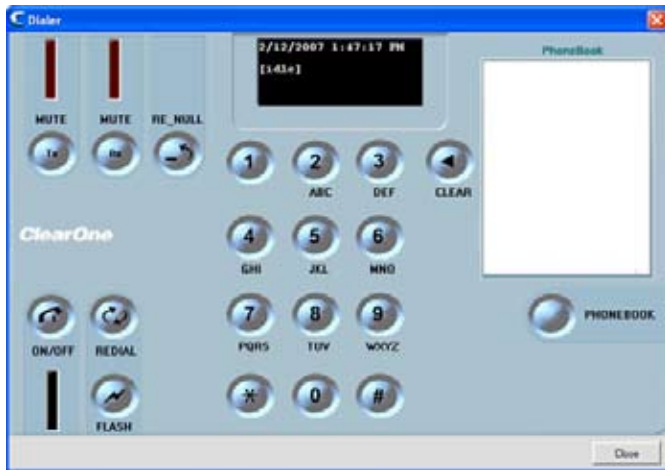 Dialer
2/12/2007 1:47:17 PM
[idle]
PhoneBook
MUTE MUTE RE_NULL
Tx Rx
1 2 3
ABC DEF CLEAR
ClearOne
4 5 6
GHI JKL MNO
7 8 9
PQRS TUV WXYZ
ON/OFF REDIAL
PHONEBOOK
* 0 #
FLASH
Close